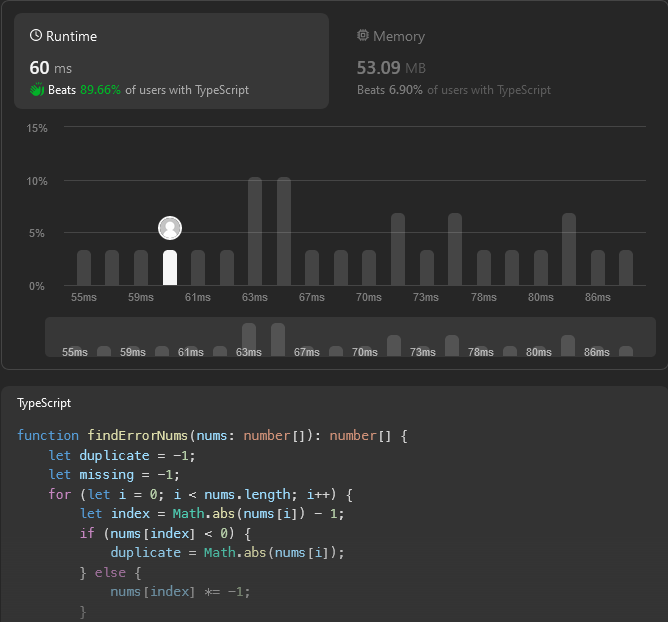 Runtime
60 ms
Beats 89.66% of users with TypeScript
Memory
53.09 MB
Beats 6.90% of users with TypeScript
15%
10%
5%
0%
55ms 59ms 61ms 63ms 67ms 70ms 73ms 78ms 80ms 86ms
55ms 59ms 61ms 63ms 67ms 70ms 73ms 78ms 80ms 86ms
TypeScript
function findErrorNums(nums: number[]): number[] {
    let duplicate = -1;
    let missing = -1;
    for (let i = 0; i < nums.length; i++) {
        let index = Math.abs(nums[i]) - 1;
        if (nums[index] < 0) {
            duplicate = Math.abs(nums[i]);
        } else {
            nums[index] *= -1;
        }